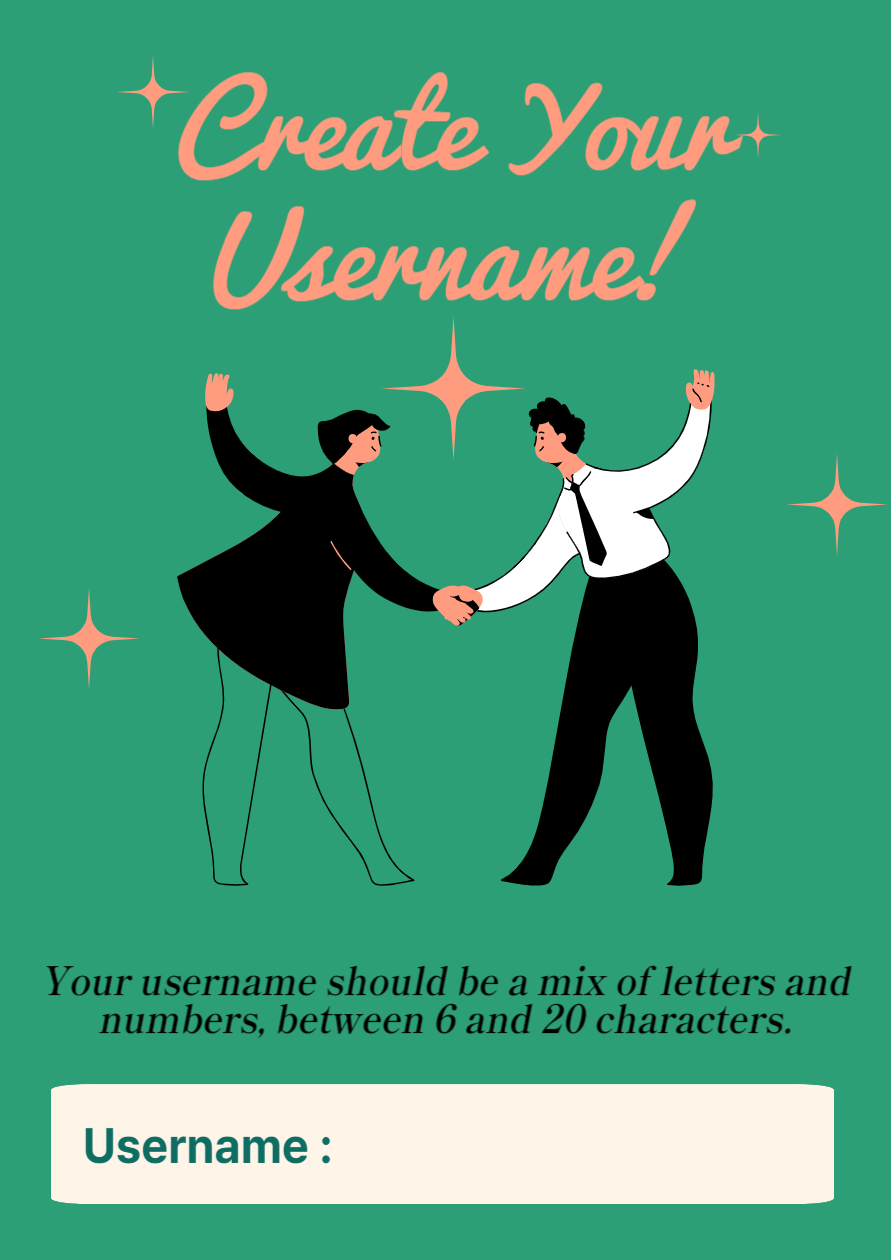 Create Your
Username!
Your username should be a mix of letters and
numbers, between 6 and 20 characters.
Username :